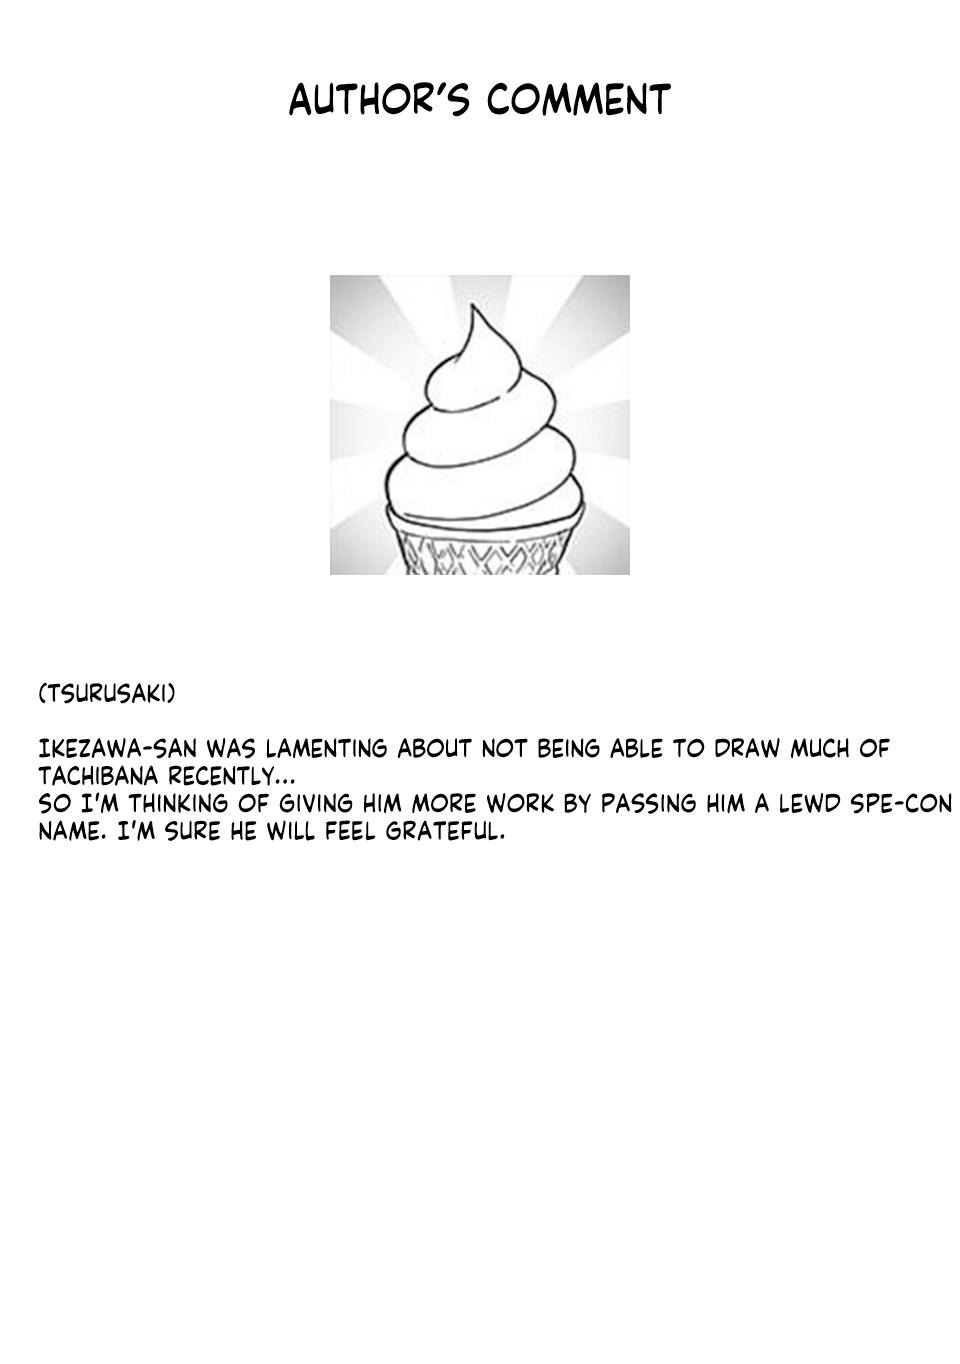 AUTHOR'S COMMENT
(TSURUSAKI)
IKEZAWA-SAN WAS LAMENTING ABOUT NOT BEING ABLE TO DRAW MUCH OF
TACHIBANA RECENTLY...
SO I'M THINKING OF GIVING HIM MORE WORK BY PASSING HIM A LEWD SPE-CON
NAME. I'M SURE HE WILL FEEL GRATEFUL.